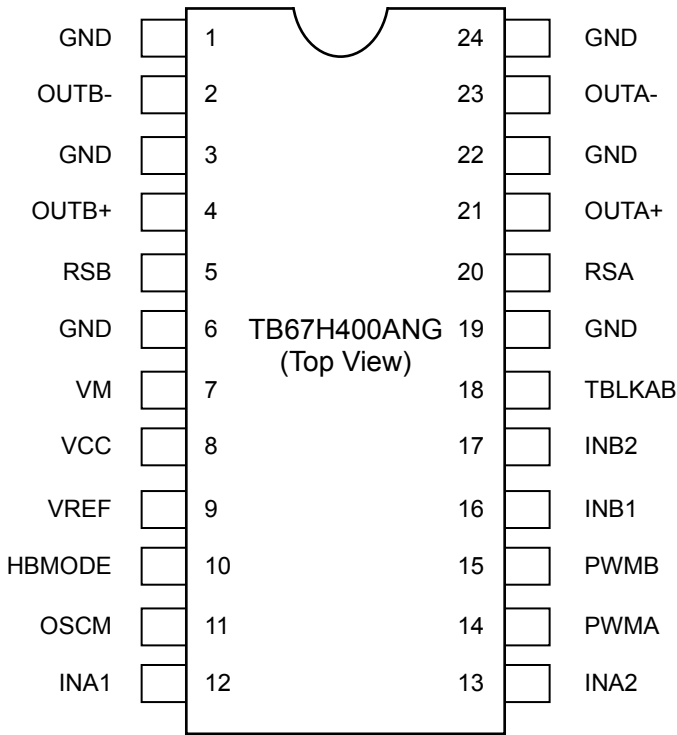 GND 1 24 GND
OUTB- 2 23 OUTA-
GND 3 22 GND
OUTB+ 4 21 OUTA+
RSB 5 20 RSA
GND 6 TB67H400ANG 19 GND
(Top View)
VM 7 18 TBLKAB
VCC 8 17 INB2
VREF 9 16 INB1
HBMODE 10 15 PWMB
OSCM 11 14 PWMA
INA1 12 13 INA2